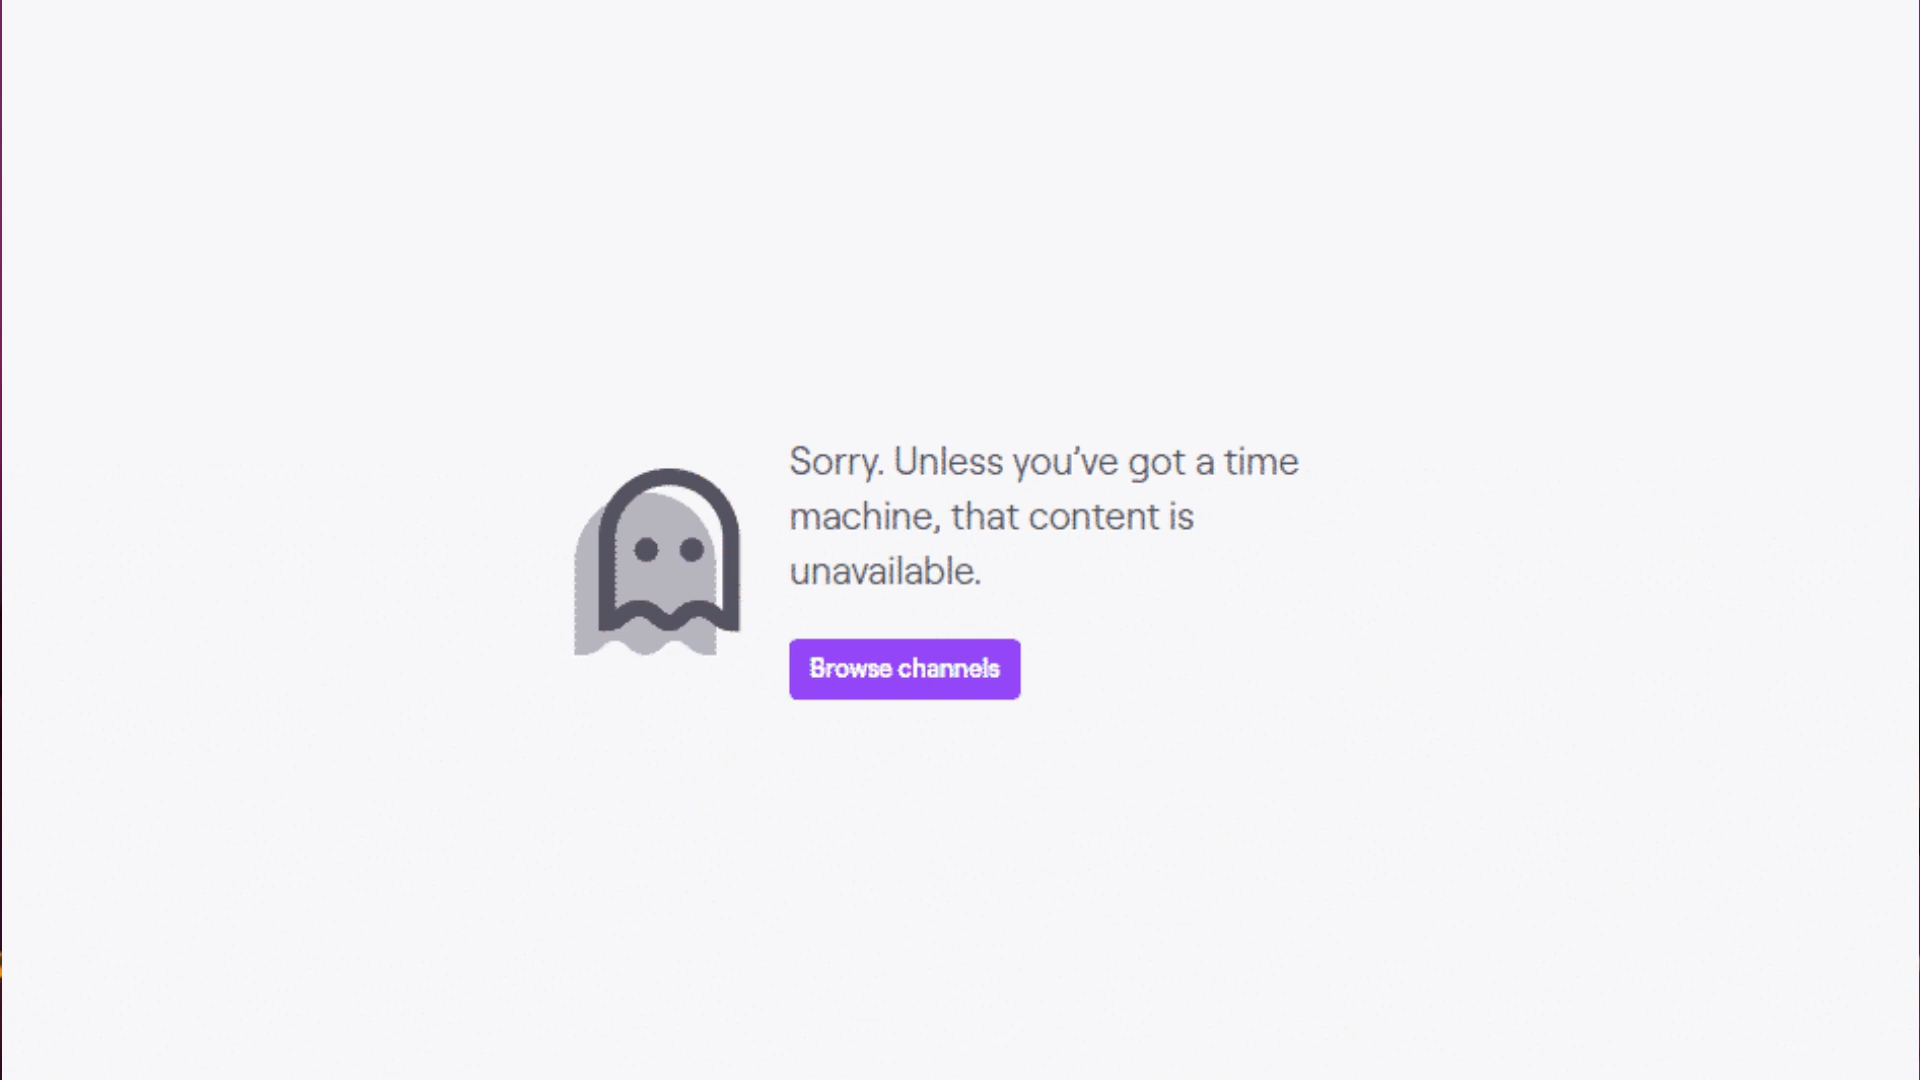 Sorry. Unless you’ve got a time
machine, that content is
unavailable.
Browse channels